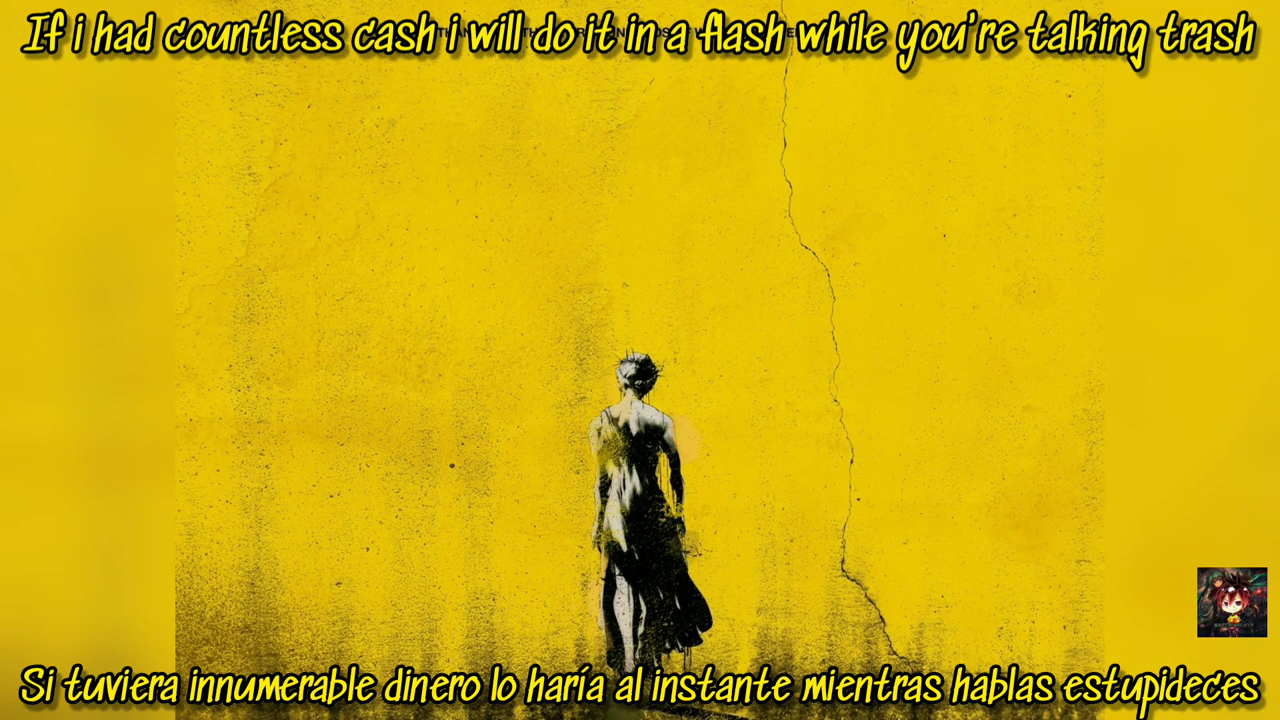 If i had countless cash i will do it in a flash while you're talking trash
Si tuviera innumerable dinero lo haría al instante mientras hablas estupideces